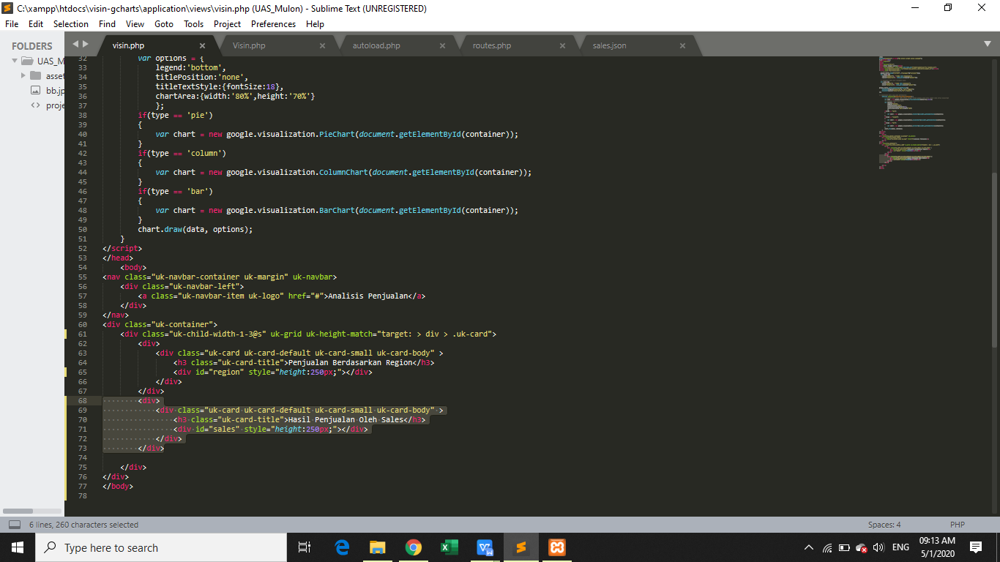 C:\xampp\htdocs\visin-gcharts\application\views\visin.php (UAS_Mulon) - Sublime Text (UNREGISTERED)
File Edit Selection Find View Goto Tools Project Preferences Help
FOLDERS
UAS_M
asset
bb.jp
proje
visin.php Visin.php autoload.php routes.php sales.json
32 var options = {
33 legend:'bottom',
34 titlePosition:'none',
35 titleTextStyle:{fontSize:18},
36 chartArea:{width:'80%',height:'70%'}
37 };
38 if(type == 'pie')
39 {
40 var chart = new google.visualization.PieChart(document.getElementById(container));
41 }
42 if(type == 'column')
43 {
44 var chart = new google.visualization.ColumnChart(document.getElementById(container));
45 }
46 if(type == 'bar')
47 {
48 var chart = new google.visualization.BarChart(document.getElementById(container));
49 }
50 chart.draw(data, options);
51 }
52 </script>
53 </head>
54 <body>
55 <nav class="uk-navbar-container uk-margin" uk-navbar>
56 <div class="uk-navbar-left">
57 <a class="uk-navbar-item uk-logo" href="#">Analisis Penjualan</a>
58 </div>
59 </nav>
60 <div class="uk-container">
61 <div class="uk-child-width-1-3@s" uk-grid uk-height-match="target: > div > .uk-card">
62 <div>
63 <div class="uk-card uk-card-default uk-card-small uk-card-body" >
64 <h3 class="uk-card-title">Penjualan Berdasarkan Region</h3>
65 <div id="region" style="height:250px;"></div>
66 </div>
67 </div>
68 <div>
69 <div class="uk-card uk-card-default uk-card-small uk-card-body" >
70 <h3 class="uk-card-title">Hasil Penjualan Oleh Sales</h3>
71 <div id="sales" style="height:250px;"></div>
72 </div>
73 </div>
74
75 </div>
76 </div>
77 </body>
78
6 lines, 260 characters selected Spaces: 4 PHP
Type here to search ENG 09:13 AM
5/1/2020